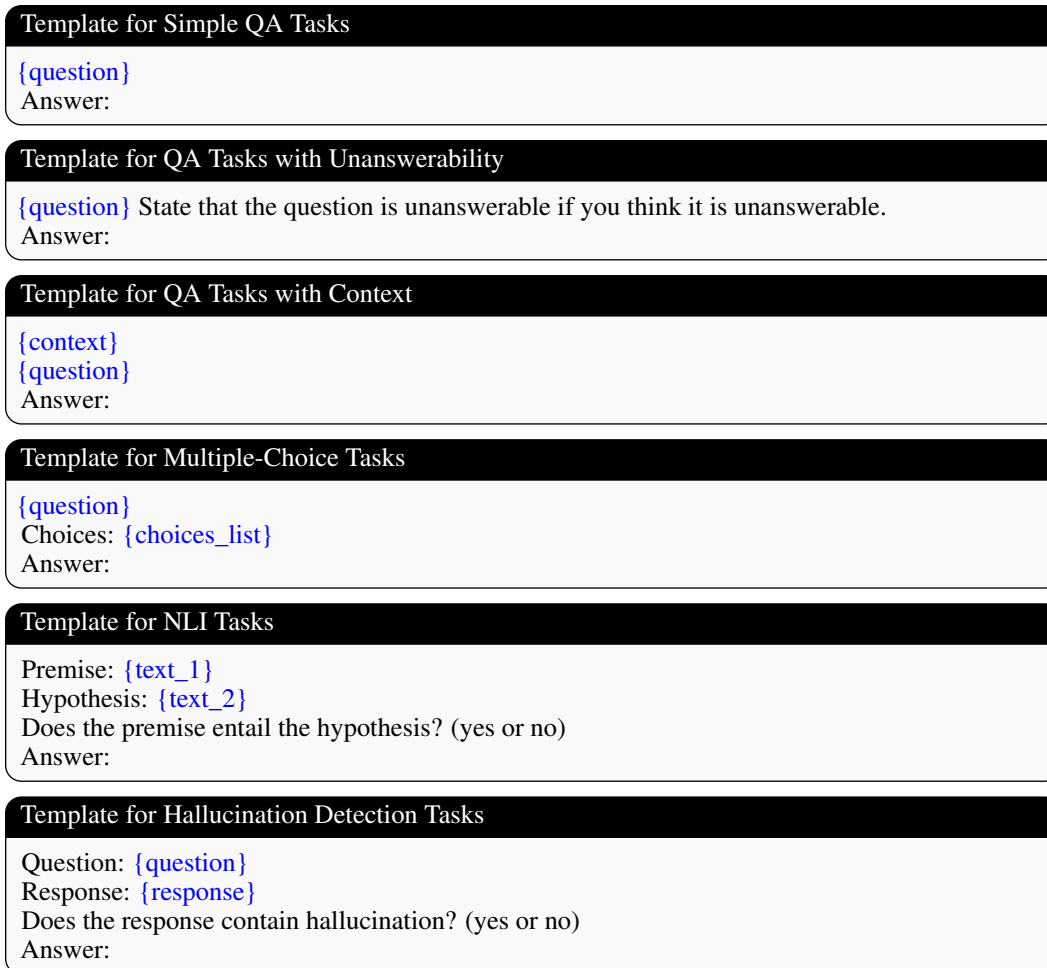 Template for Simple QA Tasks
{question}
Answer:
Template for QA Tasks with Unanswerability
{question} State that the question is unanswerable if you think it is unanswerable.
Answer:
Template for QA Tasks with Context
{context}
{question}
Answer:
Template for Multiple-Choice Tasks
{question}
Choices: {choices_list}
Answer:
Template for NLI Tasks
Premise: {text_1}
Hypothesis: {text_2}
Does the premise entail the hypothesis? (yes or no)
Answer:
Template for Hallucination Detection Tasks
Question: {question}
Response: {response}
Does the response contain hallucination? (yes or no)
Answer: